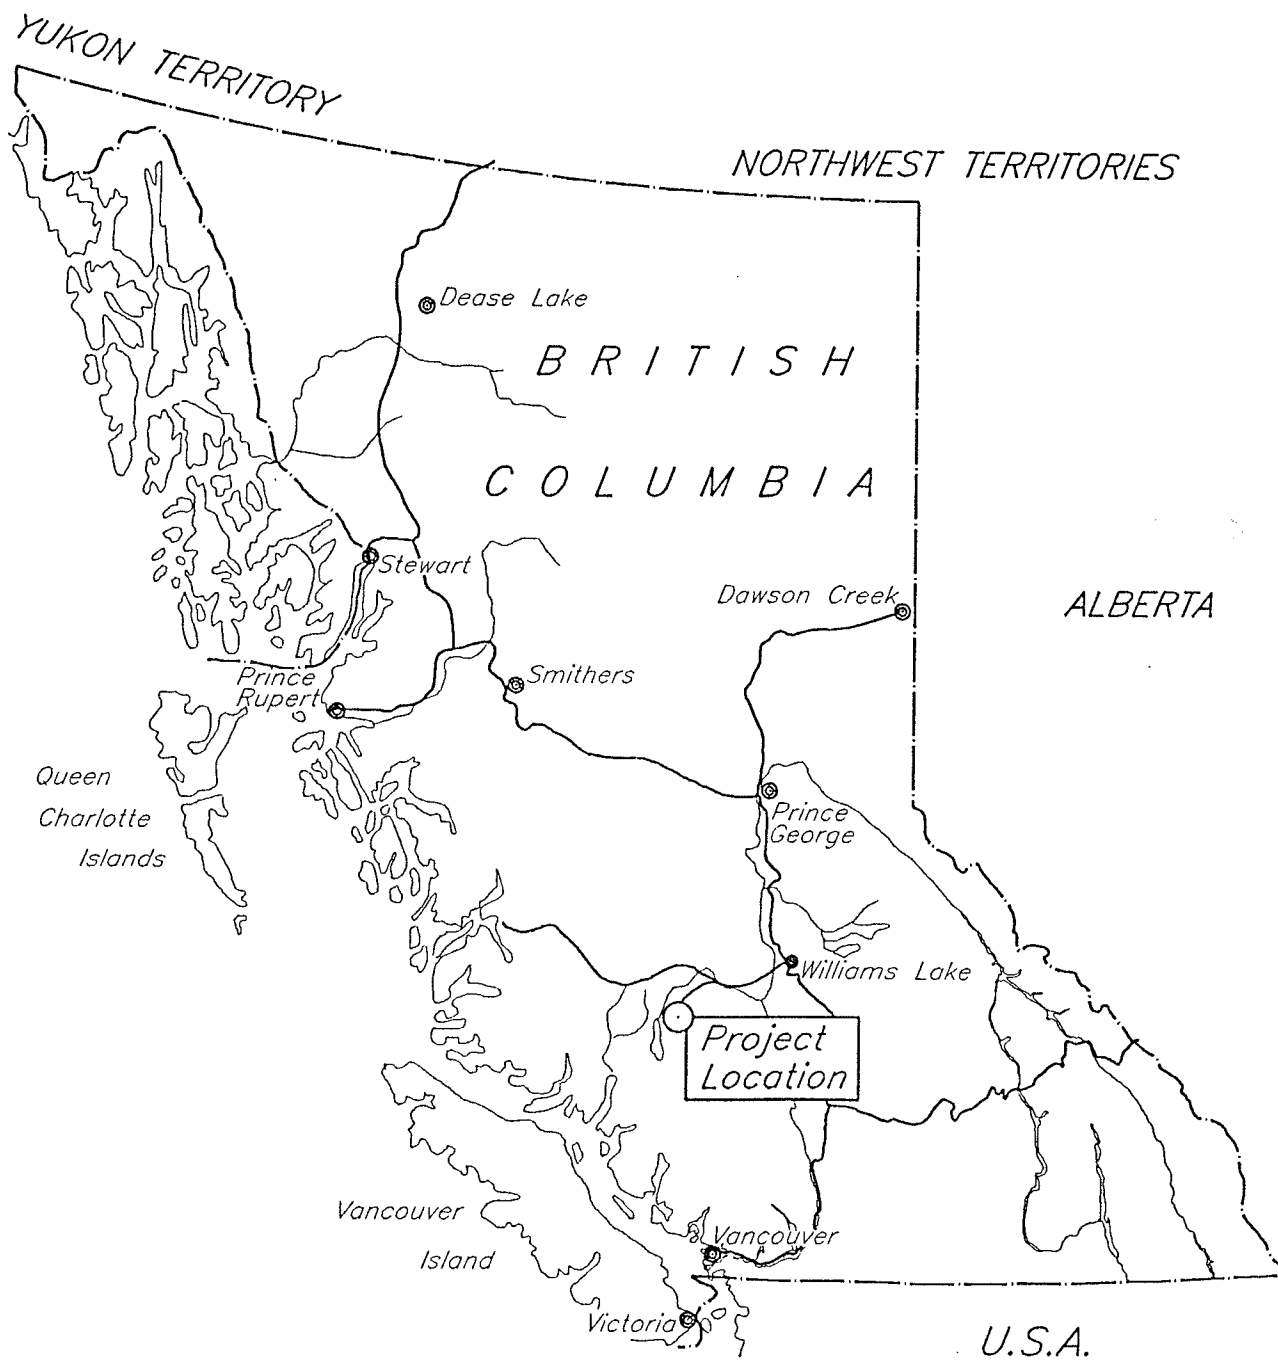 YUKON TERRITORY
NORTHWEST TERRITORIES
Dease Lake
BRITISH
COLUMBIA
Stewart
Dawson Creek
ALBERTA
Prince
Rupert
Smithers
Queen
Charlotte
Islands
Prince
George
Williams Lake
Project
Location
Vancouver
Island
Vancouver
Victoria
U.S.A.